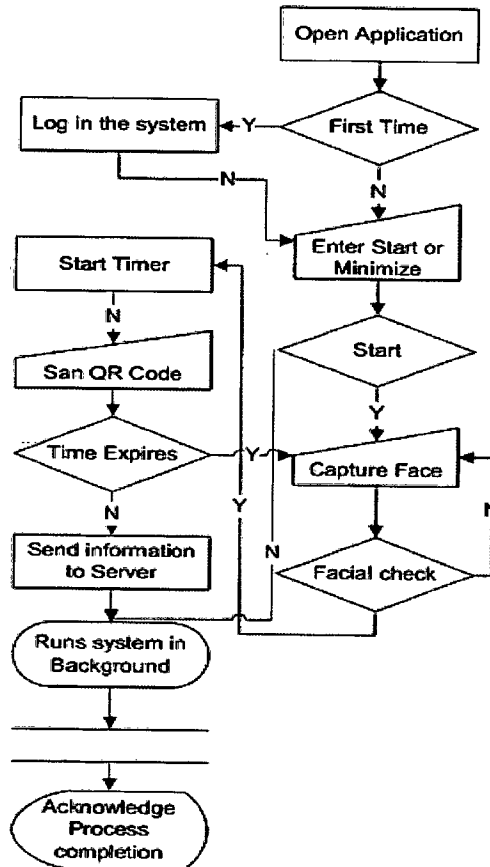 Open Application
First Time
Y
Log in the system
N
N
Enter Start or
Minimize
Start Timer
N
Start
San QR Code
Y
Time Expires
Y
Capture Face
N
Y
N
N
Send information
to Server
Facial check
Runs system in
Background
Acknowledge
Process
completion